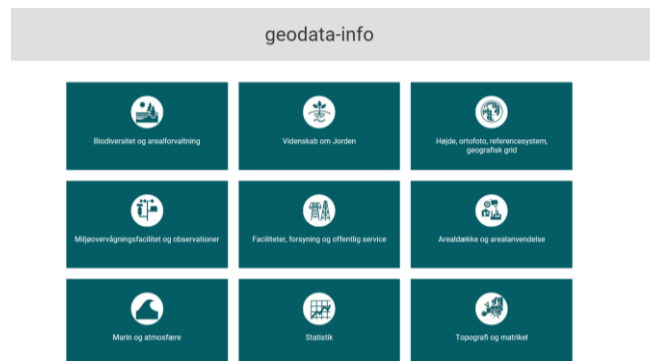 geodata-info
Biodiversitet og arealforvaltning
Videnskab om Jorden
Højde, ortofoto, referencesystem,
geografisk grid
Miljøovervågningsfacilitet og observationer
Faciliteter, forsyning og offentlig service
Arealdække og arealanvendelse
Marin og atmosfære
Statistik
Topografi og matrikel